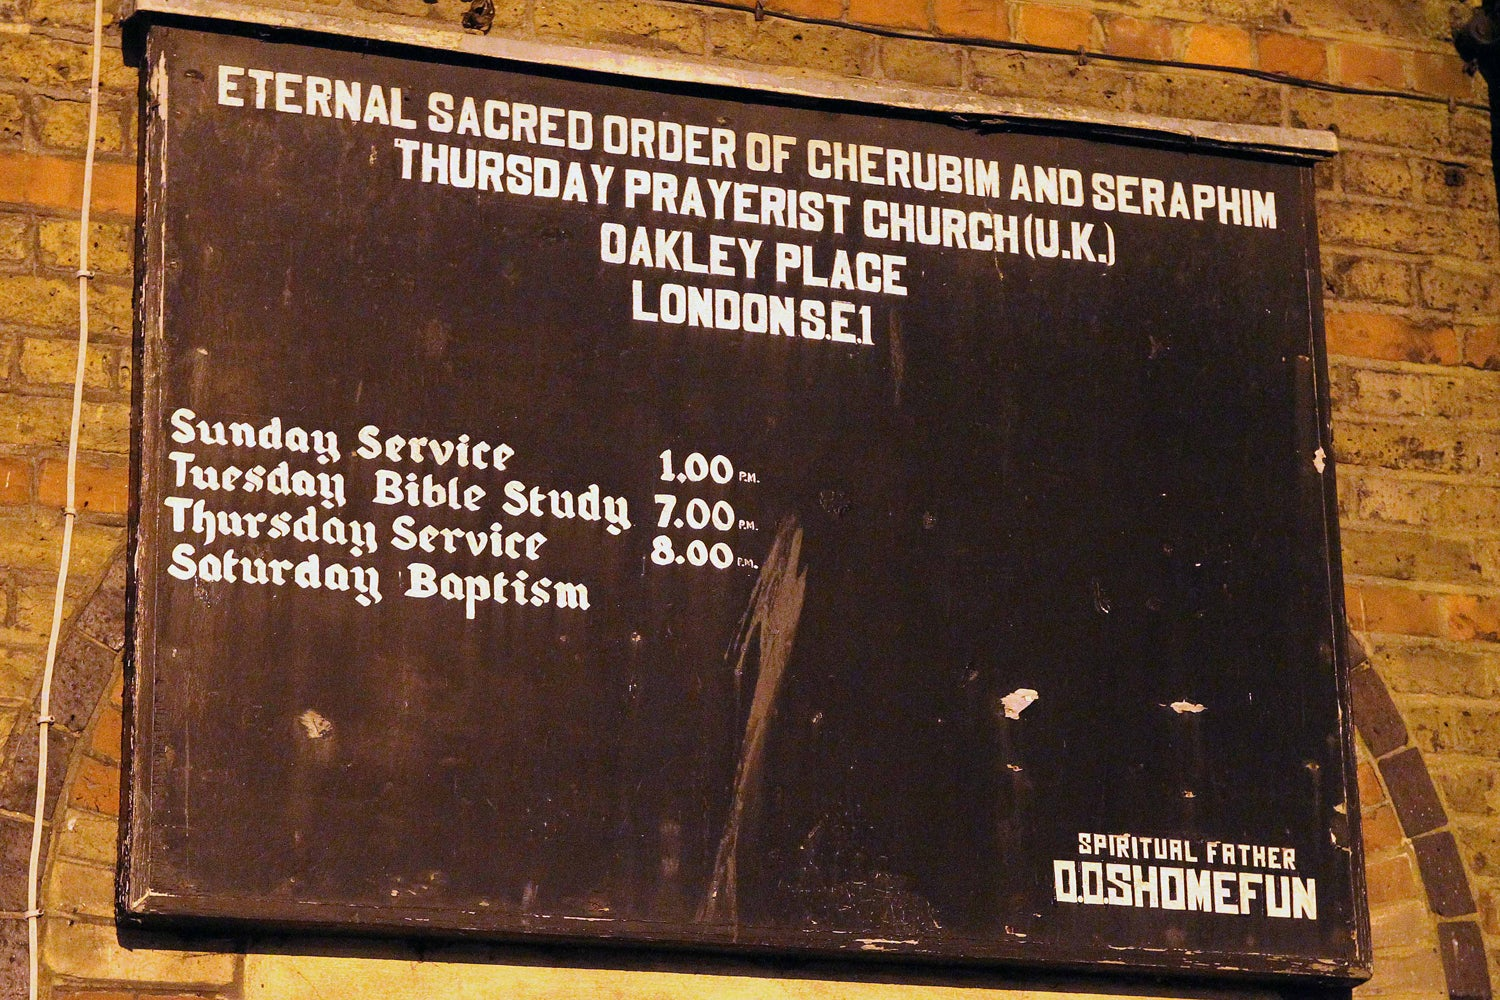 ETERNAL SACRED ORDER OF CHERUBIM AND SERAPHIM
THURSDAY PRAYERIST CHURCH (U.K.)
OAKLEY PLACE
LONDON S.E.1
Sunday Service 1.00 P.M.
Tuesday Bible Study 7.00 P.M.
Thursday Service 8.00 P.M.
Saturday Baptism
SPIRITUAL FATHER
O.O.SHOMEFUN